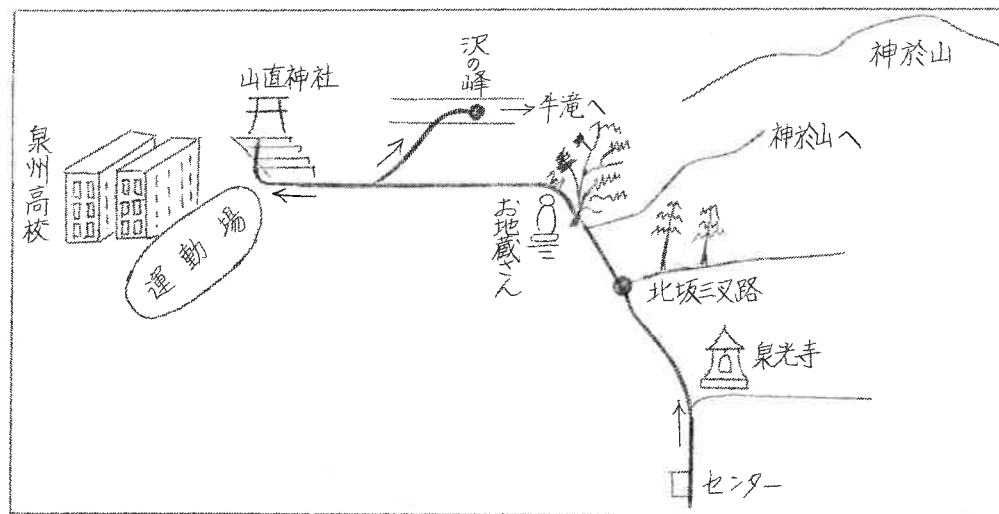 神於山
沢の峰
山直神社
牛滝へ
神於山へ
泉州高校
運動場
お地蔵さん
北坂三叉路
泉光寺
センター